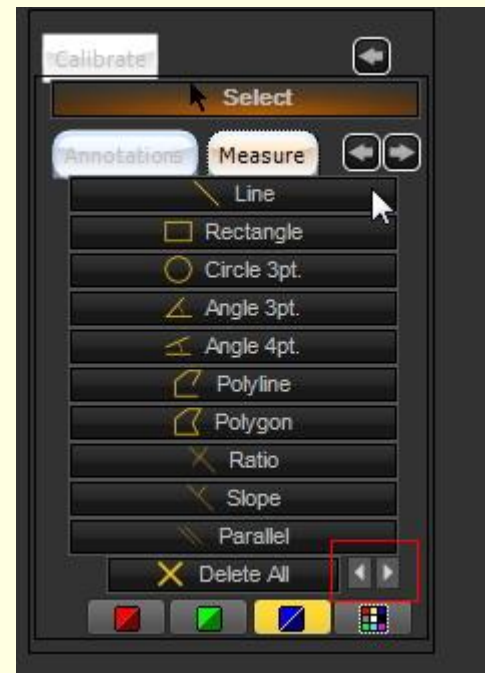 Calibrate
Select
Annotations Measure
Line
Rectangle
Circle 3pt.
Angle 3pt.
Angle 4pt.
Polyline
Polygon
Ratio
Slope
Parallel
Delete All